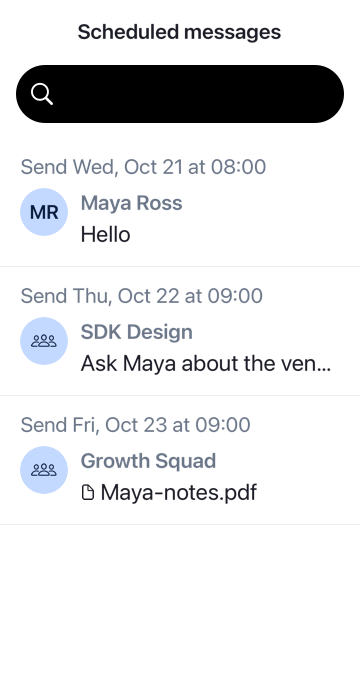 Scheduled messages
Send Wed, Oct 21 at 08:00
MR
Maya Ross
Hello
Send Thu, Oct 22 at 09:00
SDK Design
Ask Maya about the ven...
Send Fri, Oct 23 at 09:00
Growth Squad
Maya-notes.pdf